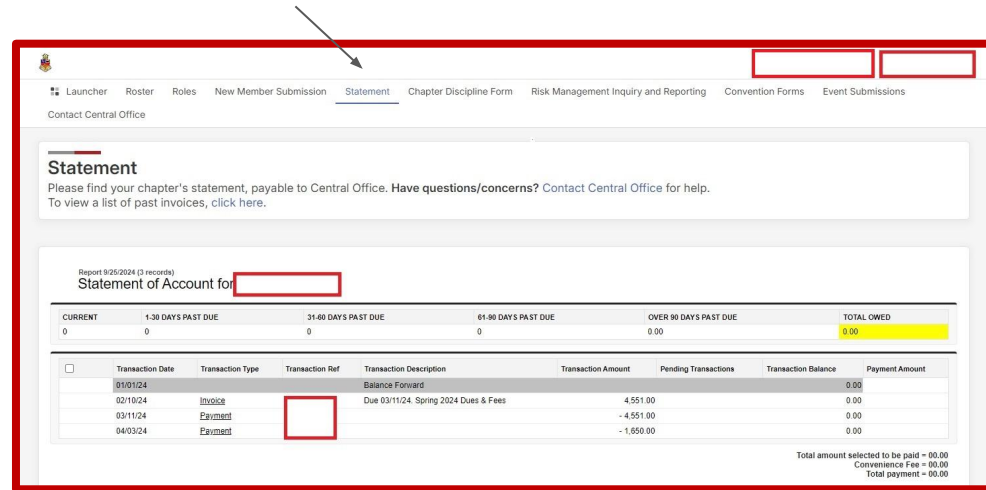 Launcher Roster Roles New Member Submission Statement Chapter Discipline Form Risk Management Inquiry and Reporting Convention Forms Event Submissions
Contact Central Office
Statement
Please find your chapter's statement, payable to Central Office. Have questions/concerns? Contact Central Office for help.
To view a list of past invoices, click here.
Report 9/25/2024 (3 records)
Statement of Account for
CURRENT 1-30 DAYS PAST DUE 31-60 DAYS PAST DUE 61-90 DAYS PAST DUE OVER 90 DAYS PAST DUE TOTAL OWED
0 0 0 0 0.00 0.00
Transaction Date Transaction Type Transaction Ref Transaction Description Transaction Amount Pending Transactions Transaction Balance Payment Amount
01/01/24 Balance Forward 0.00
02/10/24 Invoice Due 03/11/24. Spring 2024 Dues & Fees 4,551.00 0.00
03/11/24 Payment - 4,551.00 0.00
04/03/24 Payment - 1,650.00 0.00
Total amount selected to be paid = 00.00
Convenience Fee = 00.00
Total payment = 00.00